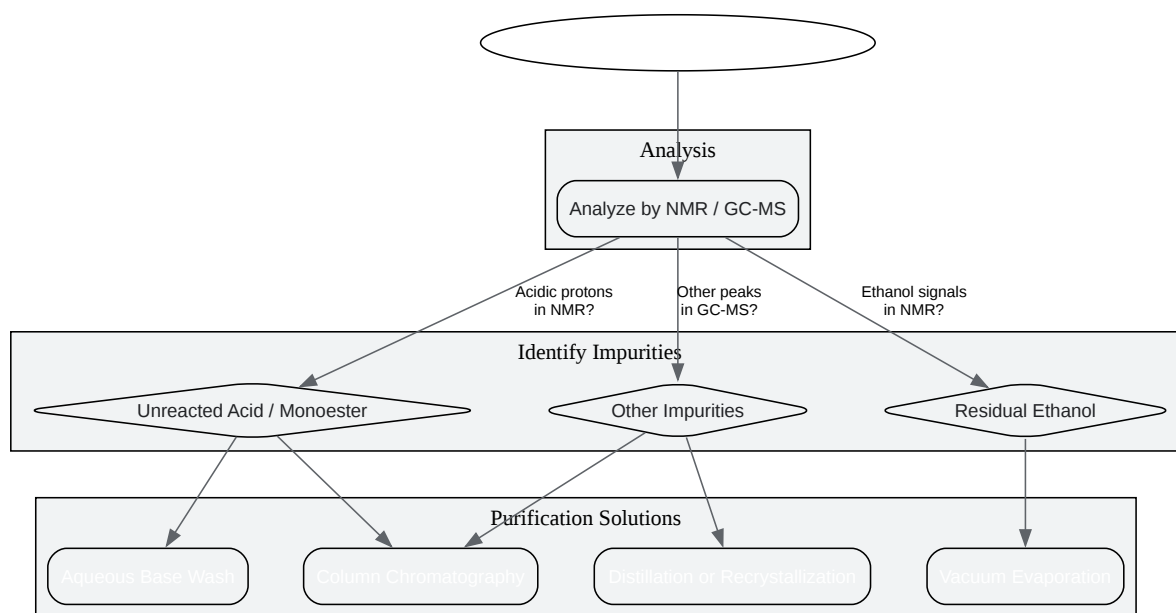 Analysis
Analyze by NMR / GC-MS
Acidic protons
in NMR?
Other peaks
in GC-MS?
Ethanol signals
in NMR?
Identify Impurities
Unreacted Acid / Monoester
Other Impurities
Residual Ethanol
Purification Solutions
Aqueous Base Wash
Column Chromatography
Distillation or Recrystallization
Vacuum Evaporation